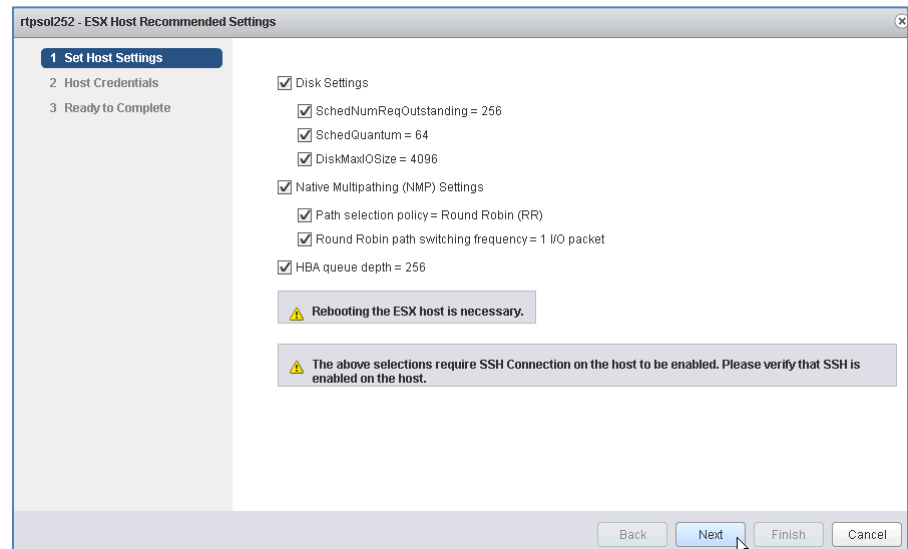 rtpsol252 - ESX Host Recommended Settings
1 Set Host Settings
2 Host Credentials
3 Ready to Complete
Disk Settings
SchedNumReqOutstanding = 256
SchedQuantum = 64
DiskMaxIOSize = 4096
Native Multipathing (NMP) Settings
Path selection policy = Round Robin (RR)
Round Robin path switching frequency = 1 I/O packet
HBA queue depth = 256
Rebooting the ESX host is necessary.
The above selections require SSH Connection on the host to be enabled. Please verify that SSH is
enabled on the host.
Back Next Finish Cancel